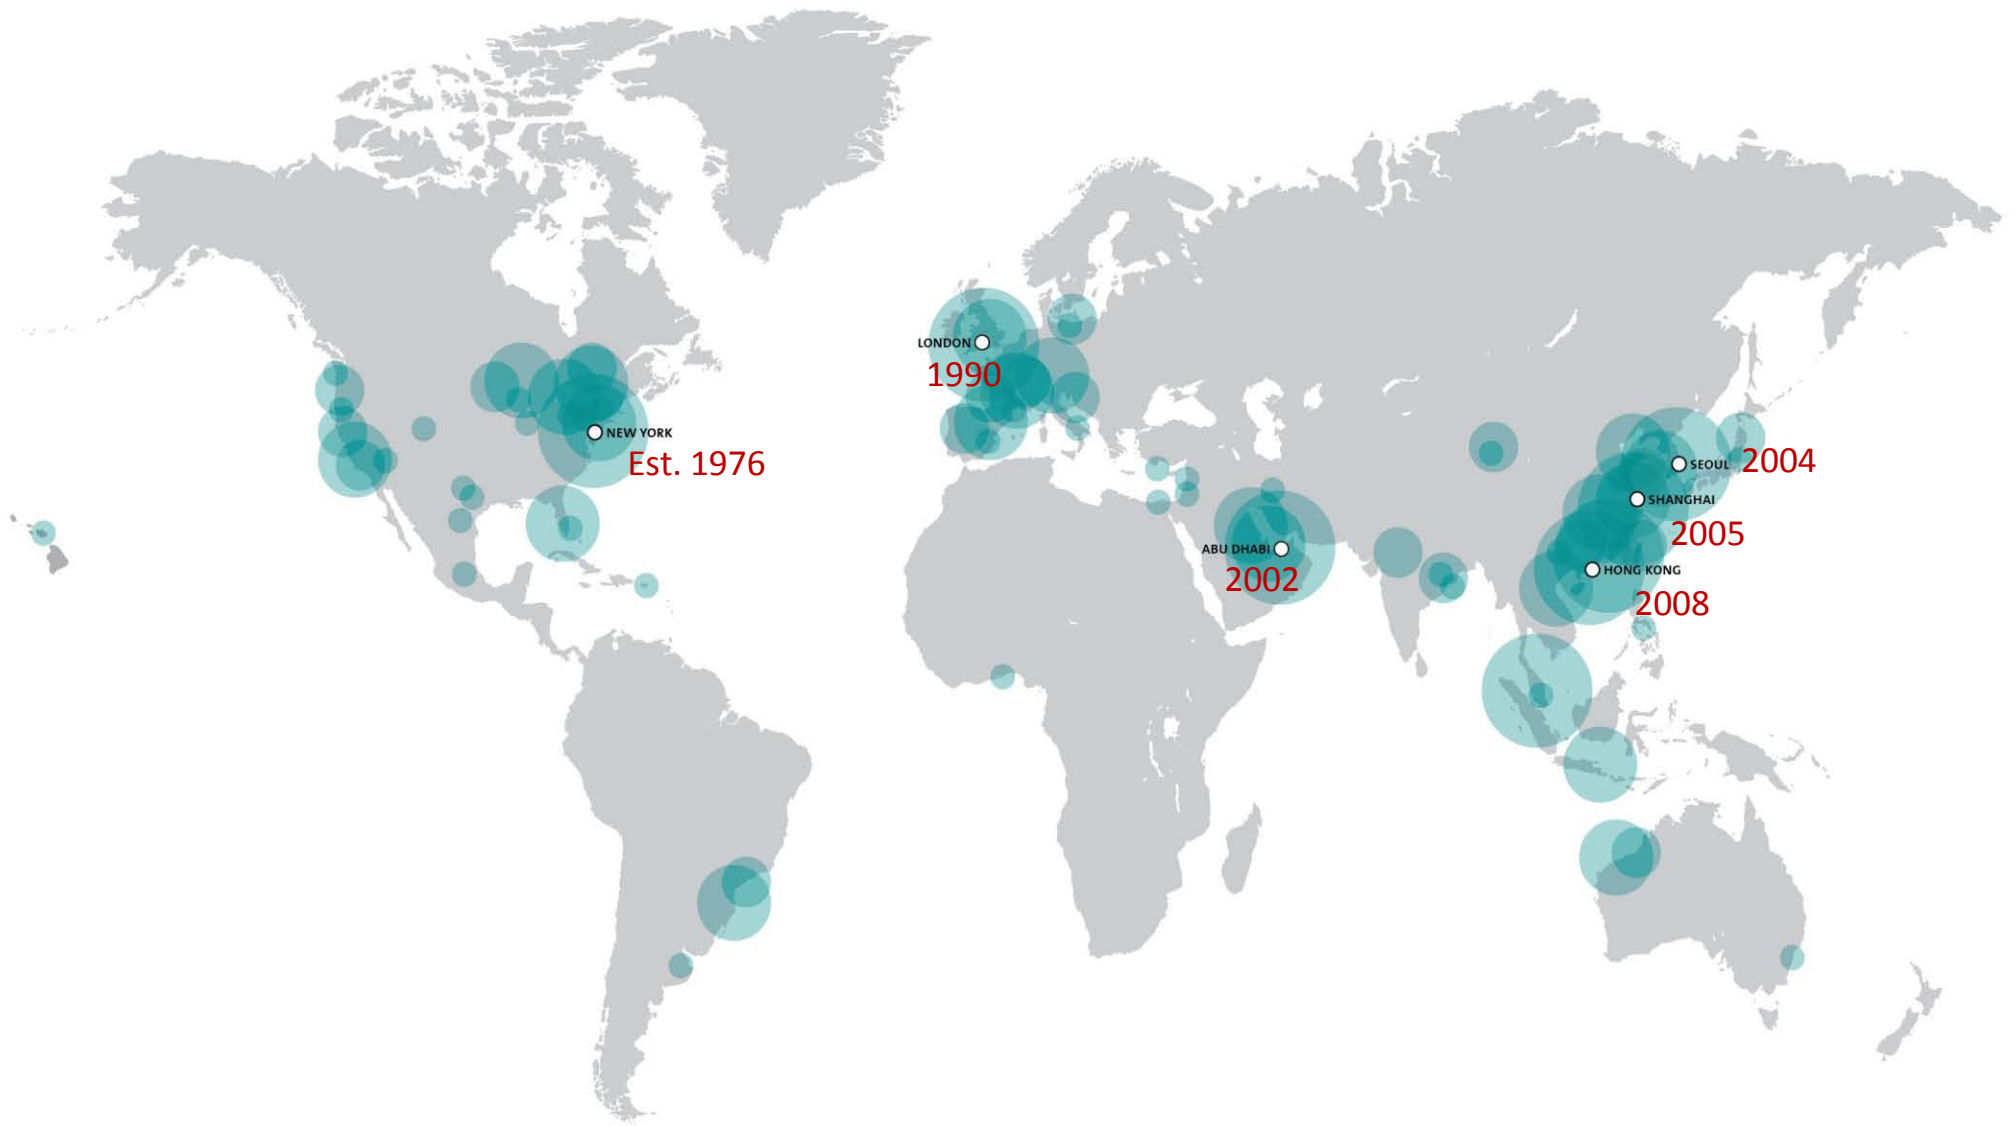 LONDON
1990
NEW YORK
Est. 1976
SEOUL
2004
SHANGHAI
2005
ABU DHABI
2002
HONG KONG
2008